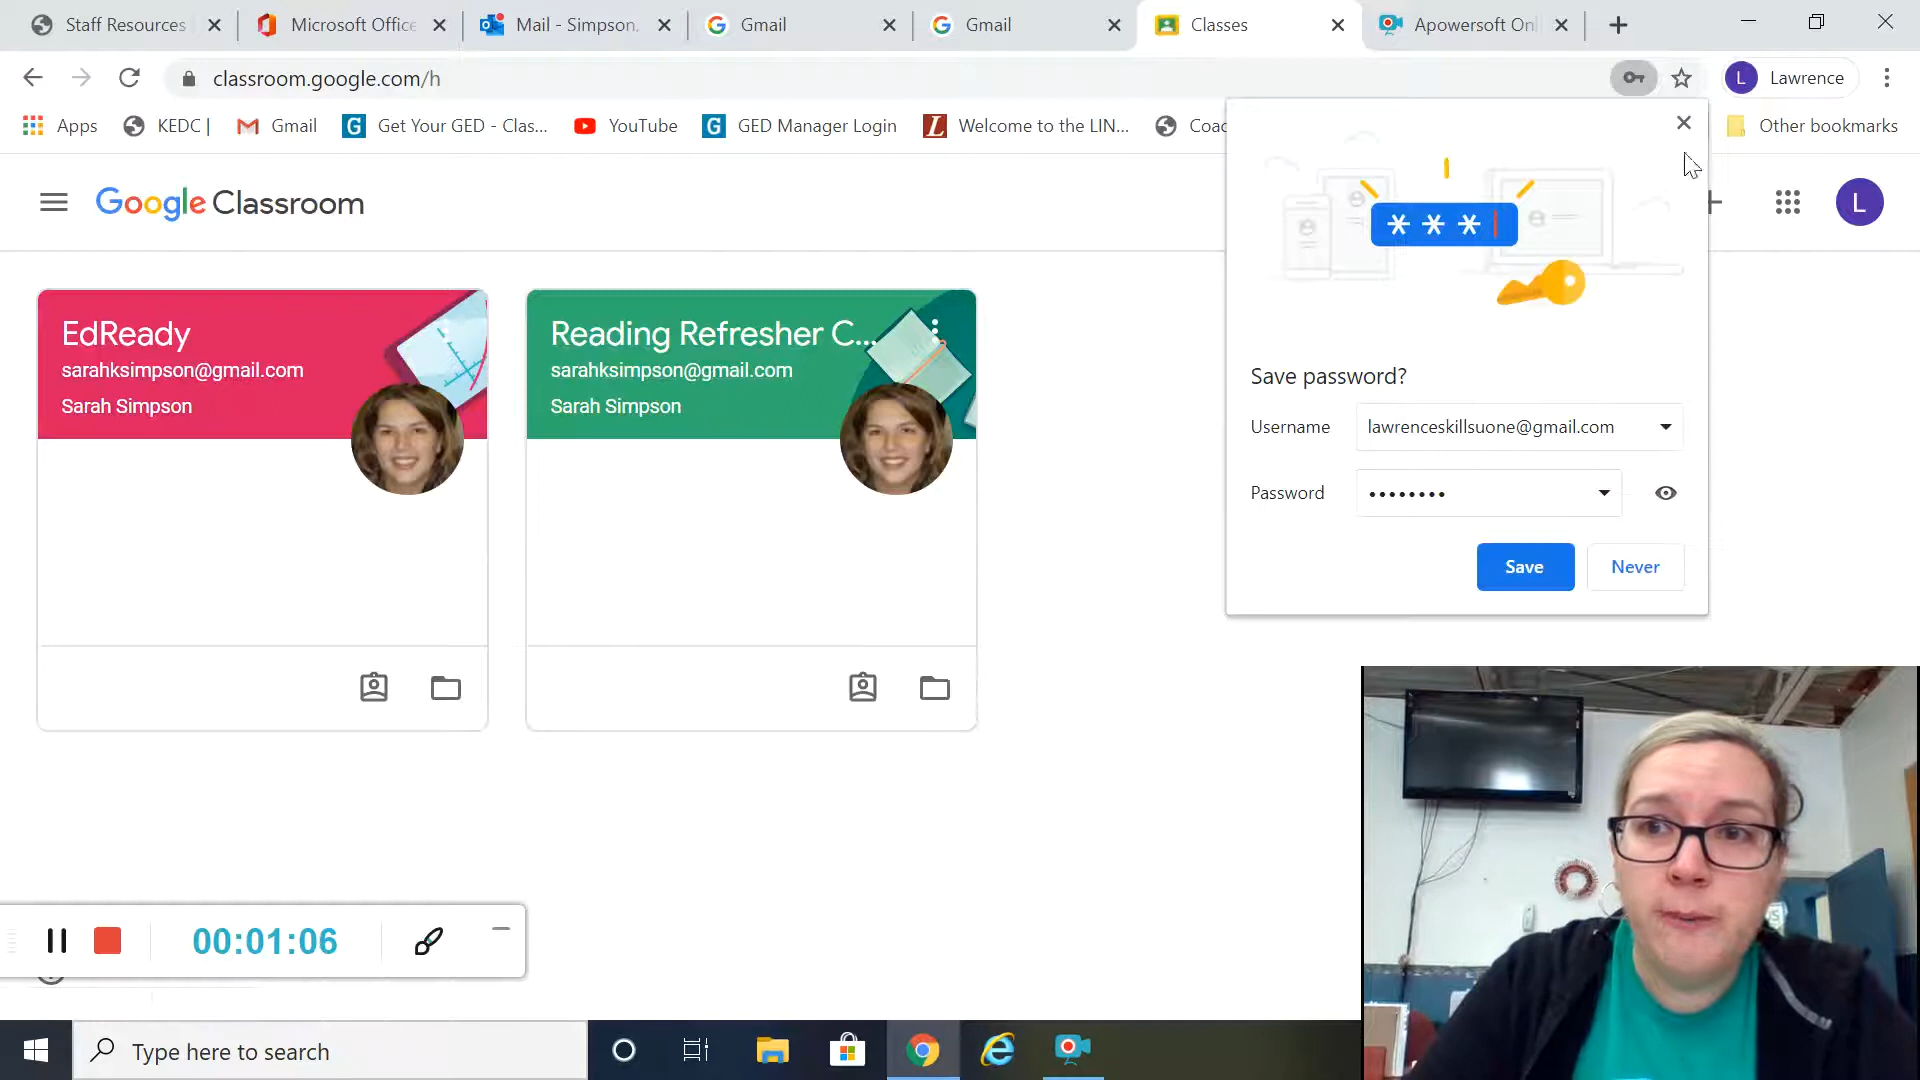 Staff Resources
Microsoft Office
Mail - Simpson,
Gmail
Gmail
Classes
Apowersoft Onl
classroom.google.com/h
L
Lawrence
Apps
KEDC |
Gmail
Get Your GED - Clas...
YouTube
GED Manager Login
Welcome to the LIN...
Coac
Other bookmarks
Google Classroom
L
***
EdReady
sarahksimpson@gmail.com
Sarah Simpson
Reading Refresher C...
sarahksimpson@gmail.com
Sarah Simpson
Save password?
Username
lawrenceskillsuone@gmail.com
Password
••••••••
Save
Never
00:01:06
Type here to search